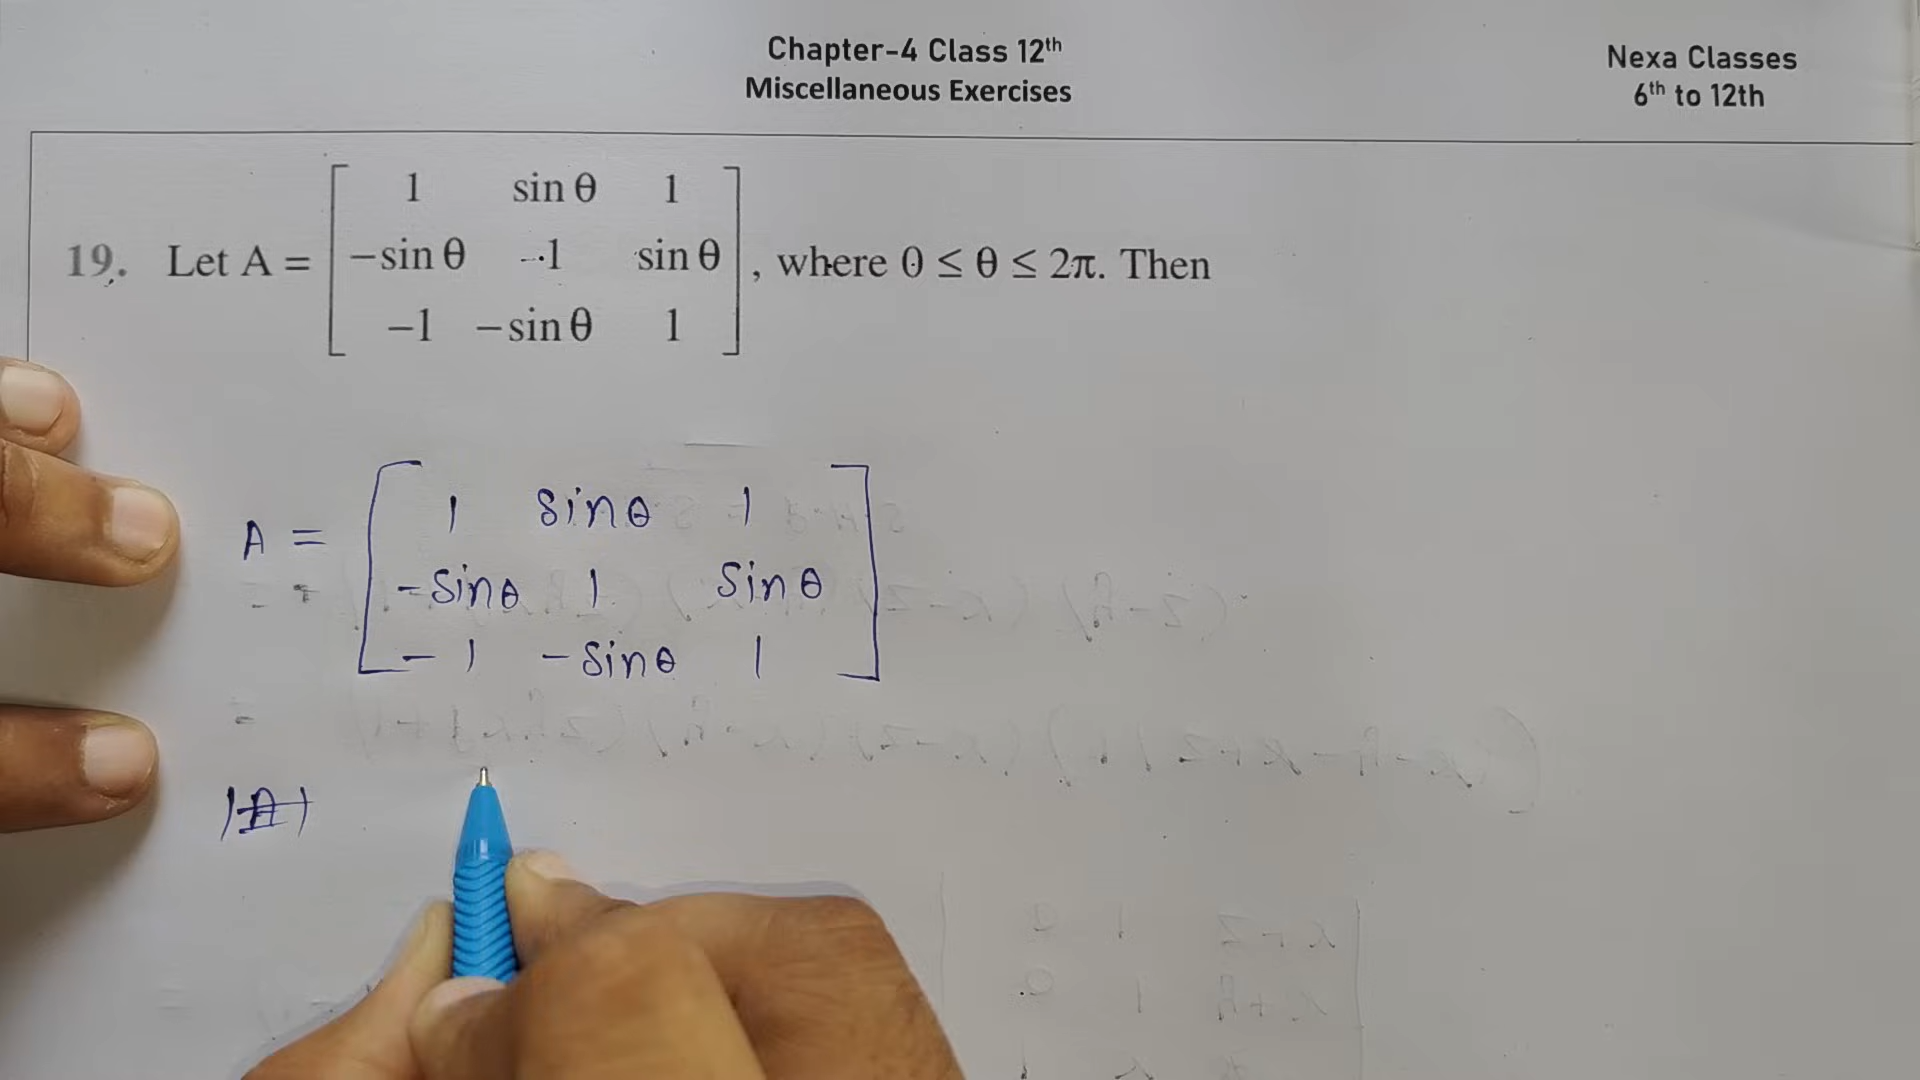 Chapter-4 Class 12th
Miscellaneous Exercises
Nexa Classes
6th to 12th
1 sin θ 1
19. Let A = −sin θ 1 sin θ , where 0 ≤ θ ≤ 2π. Then
−1 −sin θ 1
1 sinθ 1
A = -sinθ 1 sinθ
-1 -sinθ 1
|A|